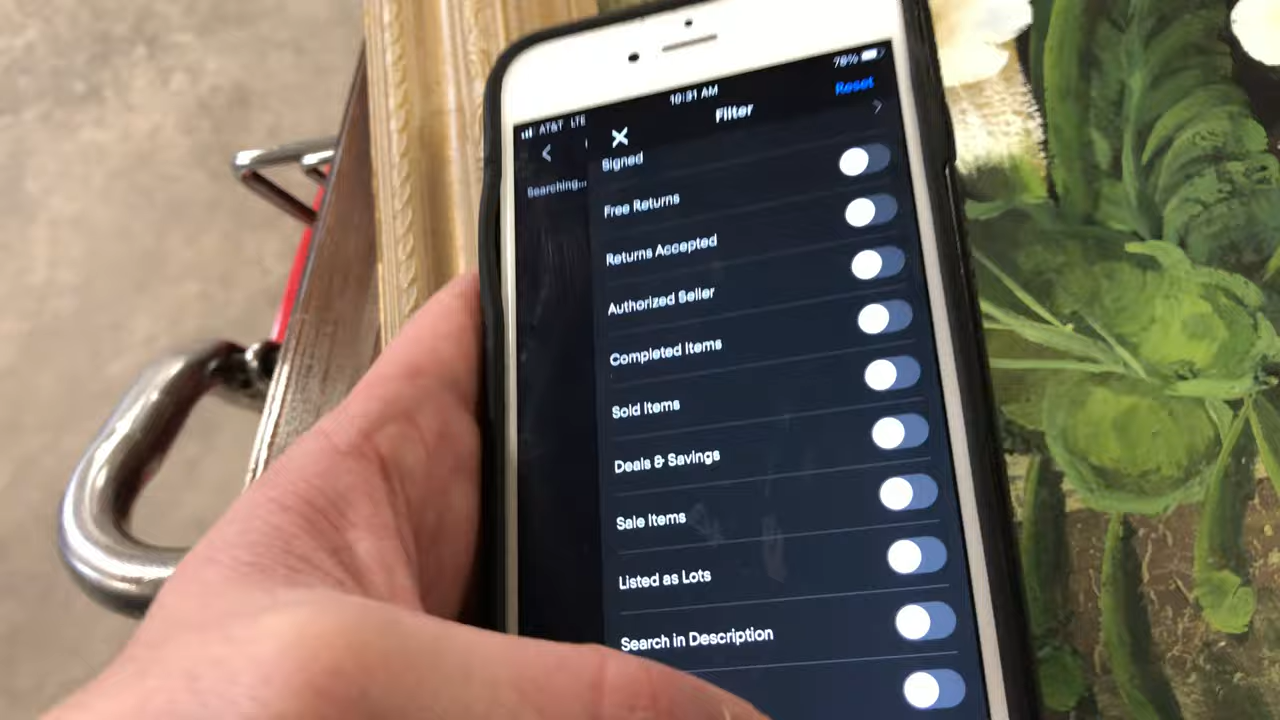 78%
10:31 AM
AT&T LTE
Reset
Filter
Searching...
Signed
Free Returns
Returns Accepted
Authorized Seller
Completed Items
Sold Items
Deals & Savings
Sale Items
Listed as Lots
Search in Description